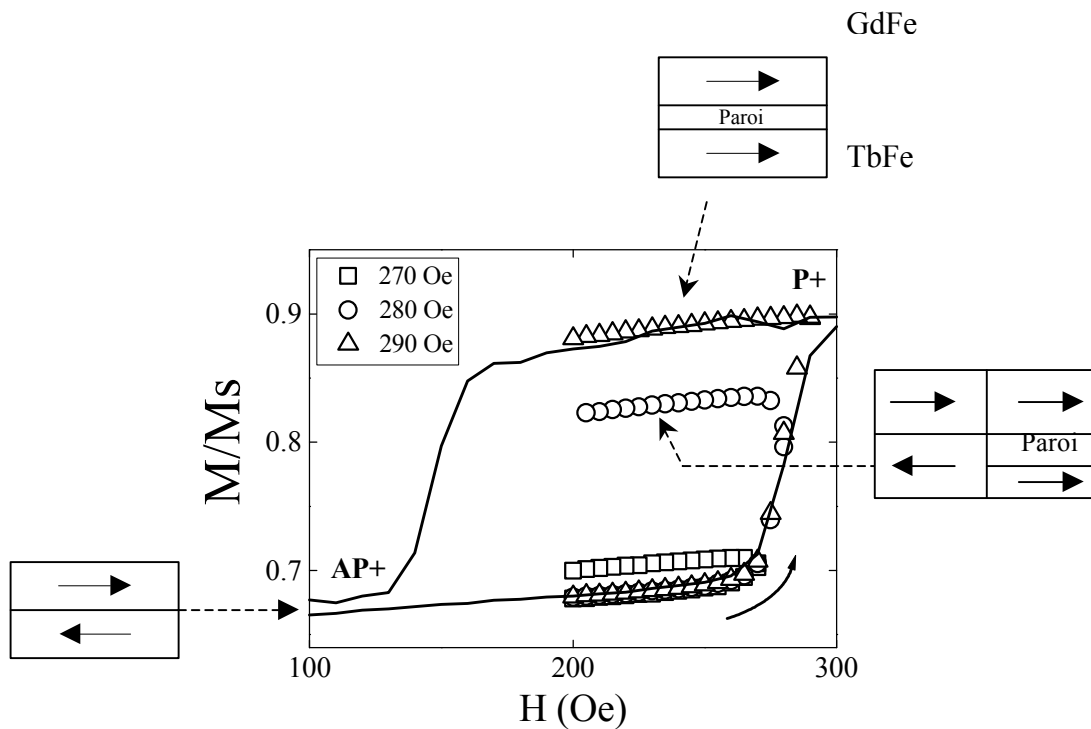 GdFe
Paroi
TbFe
270 Oe
280 Oe
290 Oe
P+
0.9
0.8
0.7
M/Ms
AP+
Paroi
100
200
300
H (Oe)